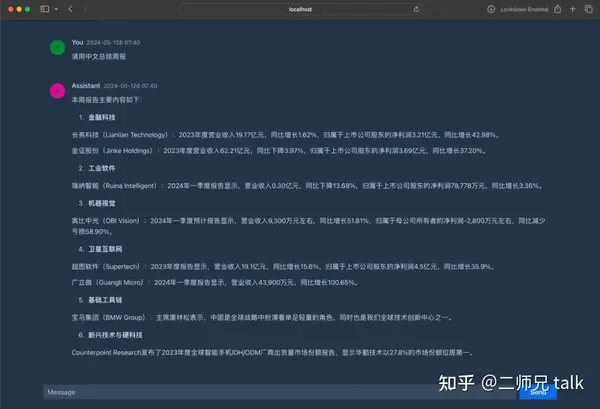 localhost
Lockdown Enabled
You 2024-05-128 07:40
请用中文总结周报
Assistant 2024-05-128 07:40
本周报告主要内容如下：
1. 金融科技
长亮科技（Lianlian Technology）：2023年度营业收入19.17亿元，同比增长1.62%，归属于上市公司股东的净利润3.21亿元，同比增长42.98%。
金证股份（Jinke Holdings）：2023年度营业收入62.21亿元，同比下降3.97%，归属于上市公司股东的净利润3.69亿元，同比增长37.20%。
2. 工业软件
瑞纳智能（Ruina Intelligent）：2024年一季度报告显示，营业收入0.30亿元，同比下降13.68%，归属于上市公司股东的净利润78,778万元，同比增长3.36%。
3. 机器视觉
奥比中光（OBI Vision）：2024年一季度预计报告显示，营业收入9,300万元左右，同比增长51.81%，归属于母公司所有者的净利润-2,800万元左右，同比减少
亏损58.90%。
4. 卫星互联网
超图软件（Supertech）：2023年度报告显示，营业收入19.1亿元，同比增长15.6%，归属于上市公司股东的净利润4.5亿元，同比增长35.9%。
广立微（Guangli Micro）：2024年一季度报告显示，营业收入43,900万元，同比增长100.65%。
5. 基础工具链
宝马集团（BMW Group）：主席康林松表示，中国是全球战略中扮演着举足轻重的角色，同时也是我们全球技术创新中心之一。
6. 新兴技术与硬科技
Counterpoint Research发布了2023年度全球智能手机IDH/ODM厂商出货量市场份额报告，显示华勤技术以27.8%的市场份额位居第一。
Message
Send
知乎 @二师兄 talk